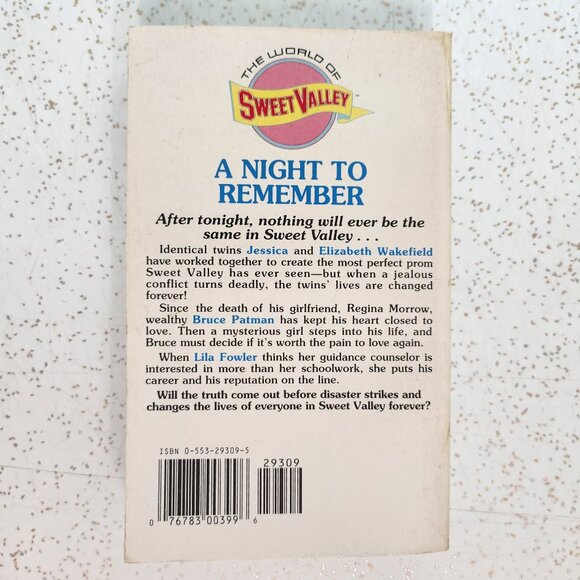 THE WORLD OF
SWEET VALLEY™
A NIGHT TO
REMEMBER
After tonight, nothing will ever be the
same in Sweet Valley . . .
Identical twins Jessica and Elizabeth Wakefield
have worked together to create the most perfect prom
Sweet Valley has ever seen—but when a jealous
conflict turns deadly, the twins' lives are changed
forever!
Since the death of his girlfriend, Regina Morrow,
wealthy Bruce Patman has kept his heart closed to
love. Then a mysterious girl steps into his life, and
Bruce must decide if it's worth the pain to love again.
When Lila Fowler thinks her guidance counselor is
interested in more than her schoolwork, she puts his
career and his reputation on the line.
Will the truth come out before disaster strikes and
changes the lives of everyone in Sweet Valley forever?
ISBN 0-553-29309-5
29309
0 76783 00399 6